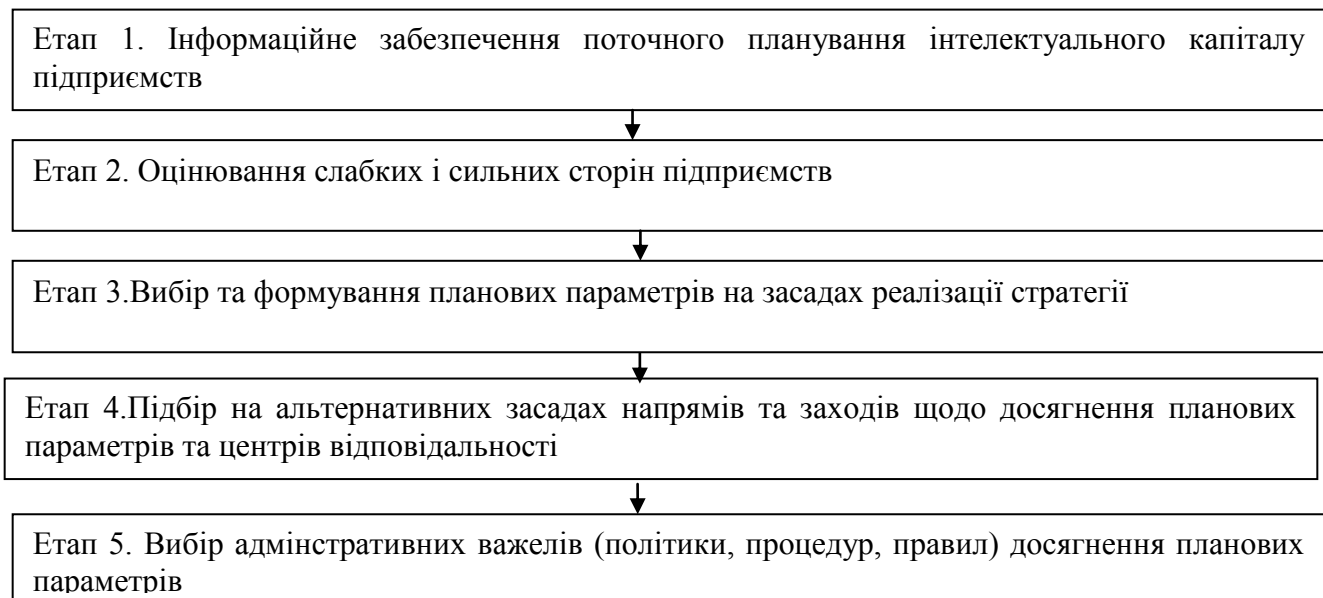 Етап 1. Інформаційне забезпечення поточного планування інтелектуального капіталу
підприємств
Етап 2. Оцінювання слабких і сильних сторін підприємств
Етап 3.Вибір та формування планових параметрів на засадах реалізації стратегії
Етап 4.Підбір на альтернативних засадах напрямів та заходів щодо досягнення планових
параметрів та центрів відповідальності
Етап 5. Вибір адмінстративних важелів (політики, процедур, правил) досягнення планових
параметрів